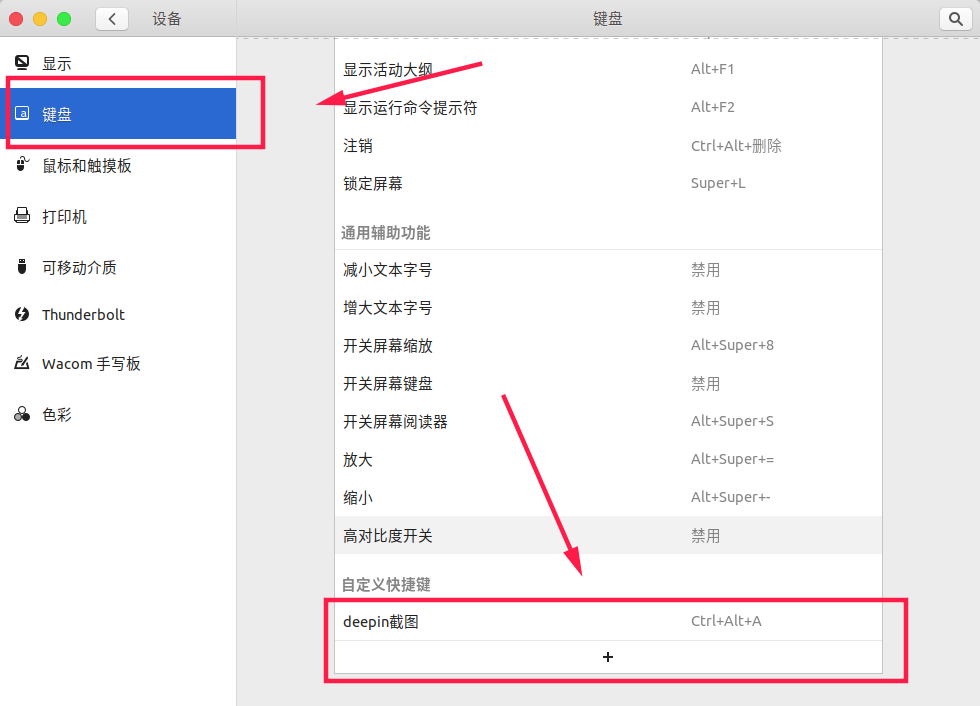 设备
键盘
显示
键盘
鼠标和触摸板
打印机
可移动介质
Thunderbolt
Wacom 手写板
色彩
显示活动大纲 Alt+F1
显示运行命令提示符 Alt+F2
注销 Ctrl+Alt+删除
锁定屏幕 Super+L
通用辅助功能
减小文本字号 禁用
增大文本字号 禁用
开关屏幕缩放 Alt+Super+8
开关屏幕键盘 禁用
开关屏幕阅读器 Alt+Super+S
放大 Alt+Super+=
缩小 Alt+Super+-
高对比度开关 禁用
自定义快捷键
deepin截图 Ctrl+Alt+A
+